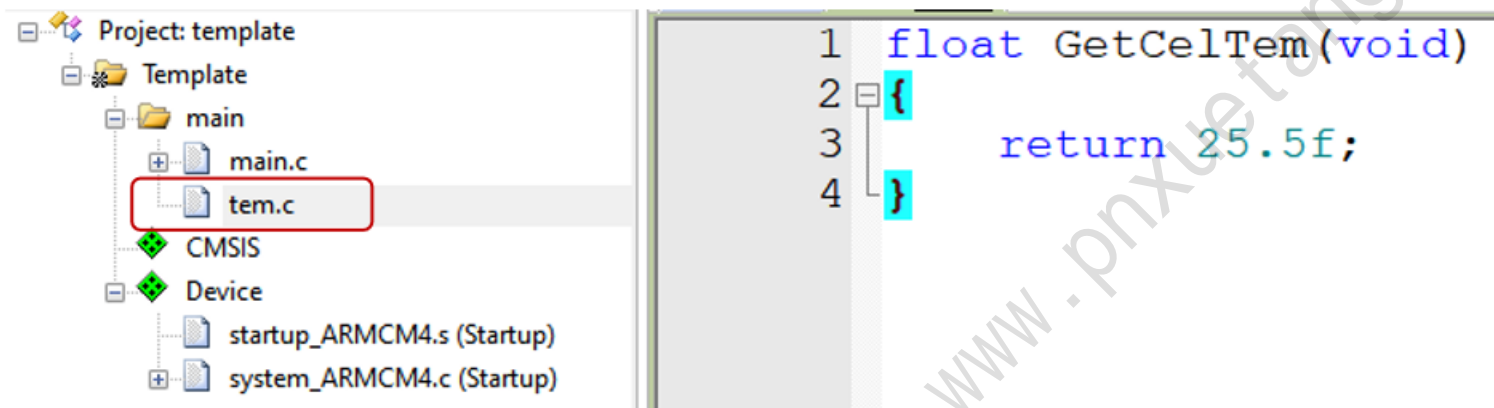 Project: template
Template
main
main.c
tem.c
CMSIS
Device
startup_ARMCM4.s (Startup)
system_ARMCM4.c (Startup)
1 float GetCelTem(void)
2 {
3 return 25.5f;
4 }
www.pnxuetang